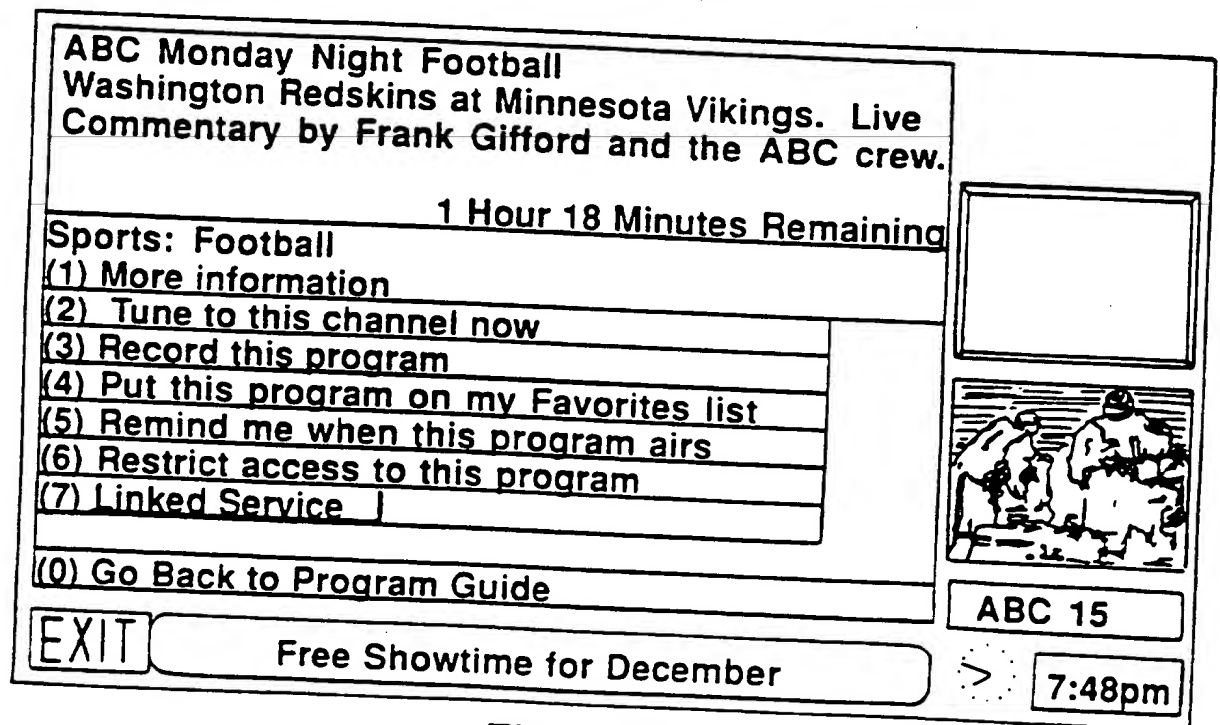 ABC Monday Night Football
Washington Redskins at Minnesota Vikings. Live
Commentary by Frank Gifford and the ABC crew.
1 Hour 18 Minutes Remaining
Sports: Football
(1) More information
(2) Tune to this channel now
(3) Record this program
(4) Put this program on my Favorites list
(5) Remind me when this program airs
(6) Restrict access to this program
(7) Linked Service
(0) Go Back to Program Guide
ABC 15
EXIT
Free Showtime for December
7:48pm